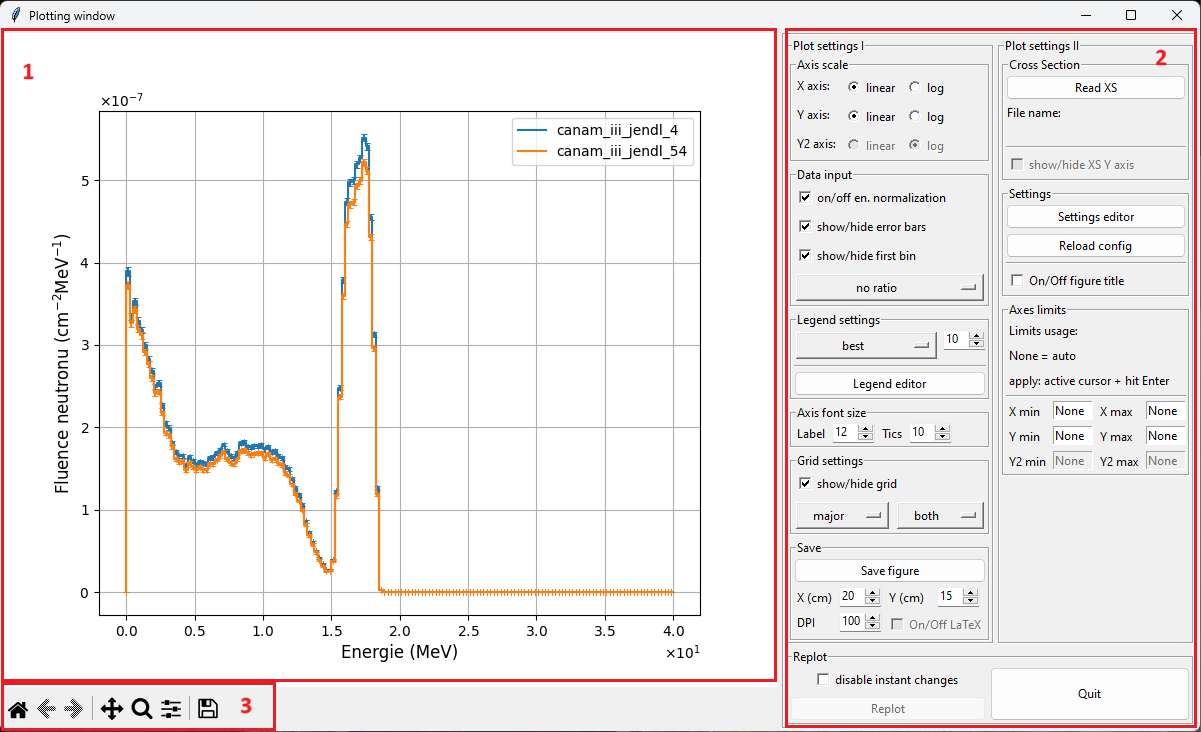 Plotting window
1
×10⁻⁷
canam_iii_jendl_4
canam_iii_jendl_54
5
4
3
2
1
0
Fluence neutronu (cm⁻²MeV⁻¹)
0.0 0.5 1.0 1.5 2.0 2.5 3.0 3.5 4.0
Energie (MeV)
×10¹
3
2
Plot settings I
Axis scale
X axis: linear log
Y axis: linear log
Y2 axis: linear log
Data input
on/off en. normalization
show/hide error bars
show/hide first bin
no ratio
Legend settings
best 10
Legend editor
Axis font size
Label 12 Tics 10
Grid settings
show/hide grid
major both
Save
Save figure
X (cm) 20 Y (cm) 15
DPI 100 On/Off LaTeX
Plot settings II
Cross Section
Read XS
File name:
show/hide XS Y axis
Settings
Settings editor
Reload config
On/Off figure title
Axes limits
Limits usage:
None = auto
apply: active cursor + hit Enter
X min None X max None
Y min None Y max None
Y2 min None Y2 max None
Replot
disable instant changes
Replot
Quit